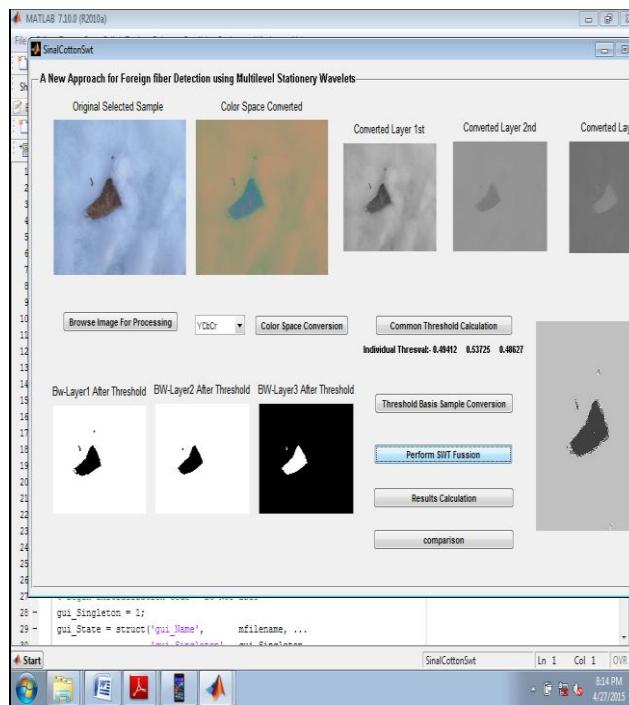 MATLAB 7.10.0 (R2010a)
SinalCottonSwt
A New Approach for Foreign fiber Detection using Multilevel Stationery Wavelets
Original Selected Sample
Color Space Converted
Converted Layer 1st
Converted Layer 2nd
Converted Lay
Browse Image For Processing
YCbCr
Color Space Conversion
Common Threshold Calculation
Individual Thresval:- 0.49412 0.53725 0.48627
Bw-Layer1 After Threshold
BW-Layer2 After Threshold
BW-Layer3 After Threshold
Threshold Basis Sample Conversion
Perform SWT Fussion
Results Calculation
comparison
28 - gui_Singleton = 1;
29 - gui_State = struct('gui_Name', mfilename, ...
Start
SinalCottonSwt
Ln 1 Col 1 OVR
8:14 PM
4/27/2015